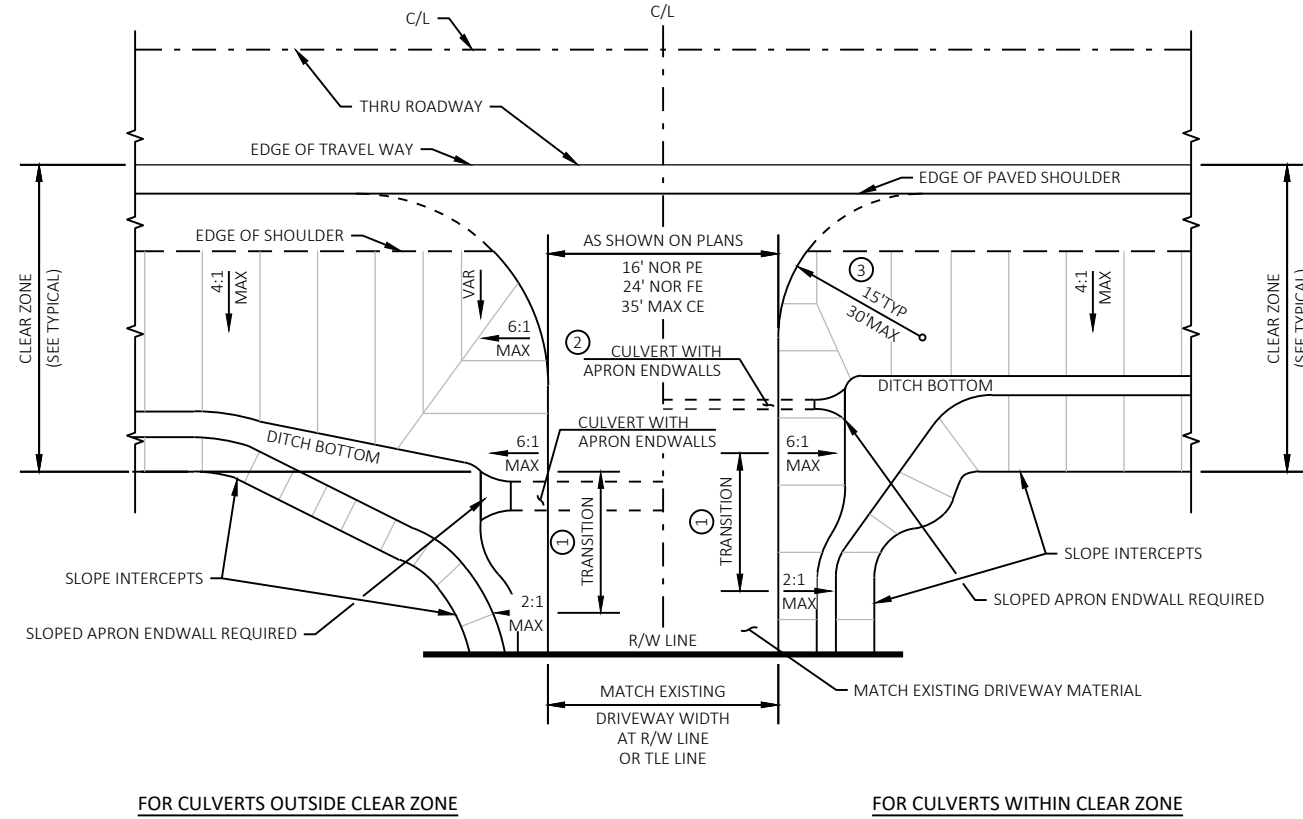 C/L
C/L
THRU ROADWAY
EDGE OF TRAVEL WAY
EDGE OF PAVED SHOULDER
EDGE OF SHOULDER
AS SHOWN ON PLANS
16' NOR PE
24' NOR FE
35' MAX CE
CLEAR ZONE
(SEE TYPICAL)
4:1
MAX
VAR
6:1
MAX
2
CULVERT WITH
APRON ENDWALLS
3
15'TYP
30'MAX
4:1
MAX
CLEAR ZONE
(SEE TYPICAL)
DITCH BOTTOM
DITCH BOTTOM
CULVERT WITH
APRON ENDWALLS
6:1
MAX
6:1
MAX
1
TRANSITION
1
TRANSITION
SLOPE INTERCEPTS
SLOPE INTERCEPTS
2:1
MAX
2:1
MAX
SLOPED APRON ENDWALL REQUIRED
SLOPED APRON ENDWALL REQUIRED
R/W LINE
MATCH EXISTING
DRIVEWAY WIDTH
AT R/W LINE
OR TLE LINE
MATCH EXISTING DRIVEWAY MATERIAL
FOR CULVERTS OUTSIDE CLEAR ZONE
FOR CULVERTS WITHIN CLEAR ZONE